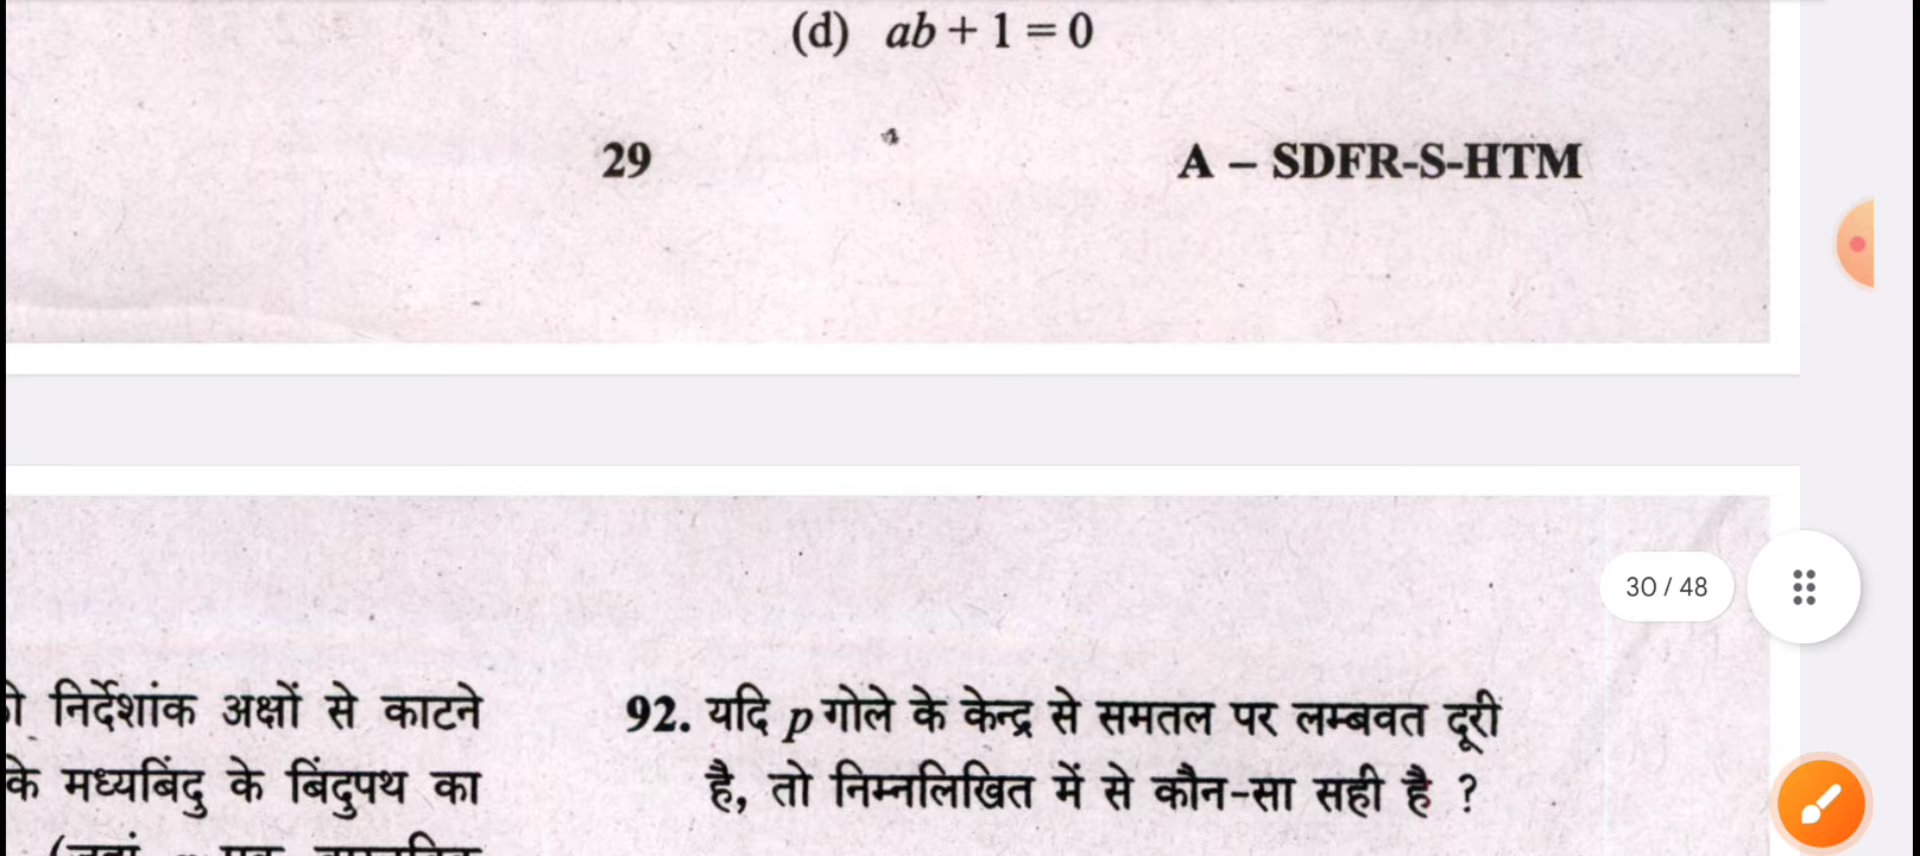 (d) ab + 1 = 0
29
A – SDFR-S-HTM
30 / 48
निर्देशांक अक्षों से काटने
के मध्यबिंदु के बिंदुपथ का
92. यदि p गोले के केन्द्र से समतल पर लम्बवत दूरी
है, तो निम्नलिखित में से कौन-सा सही है ?